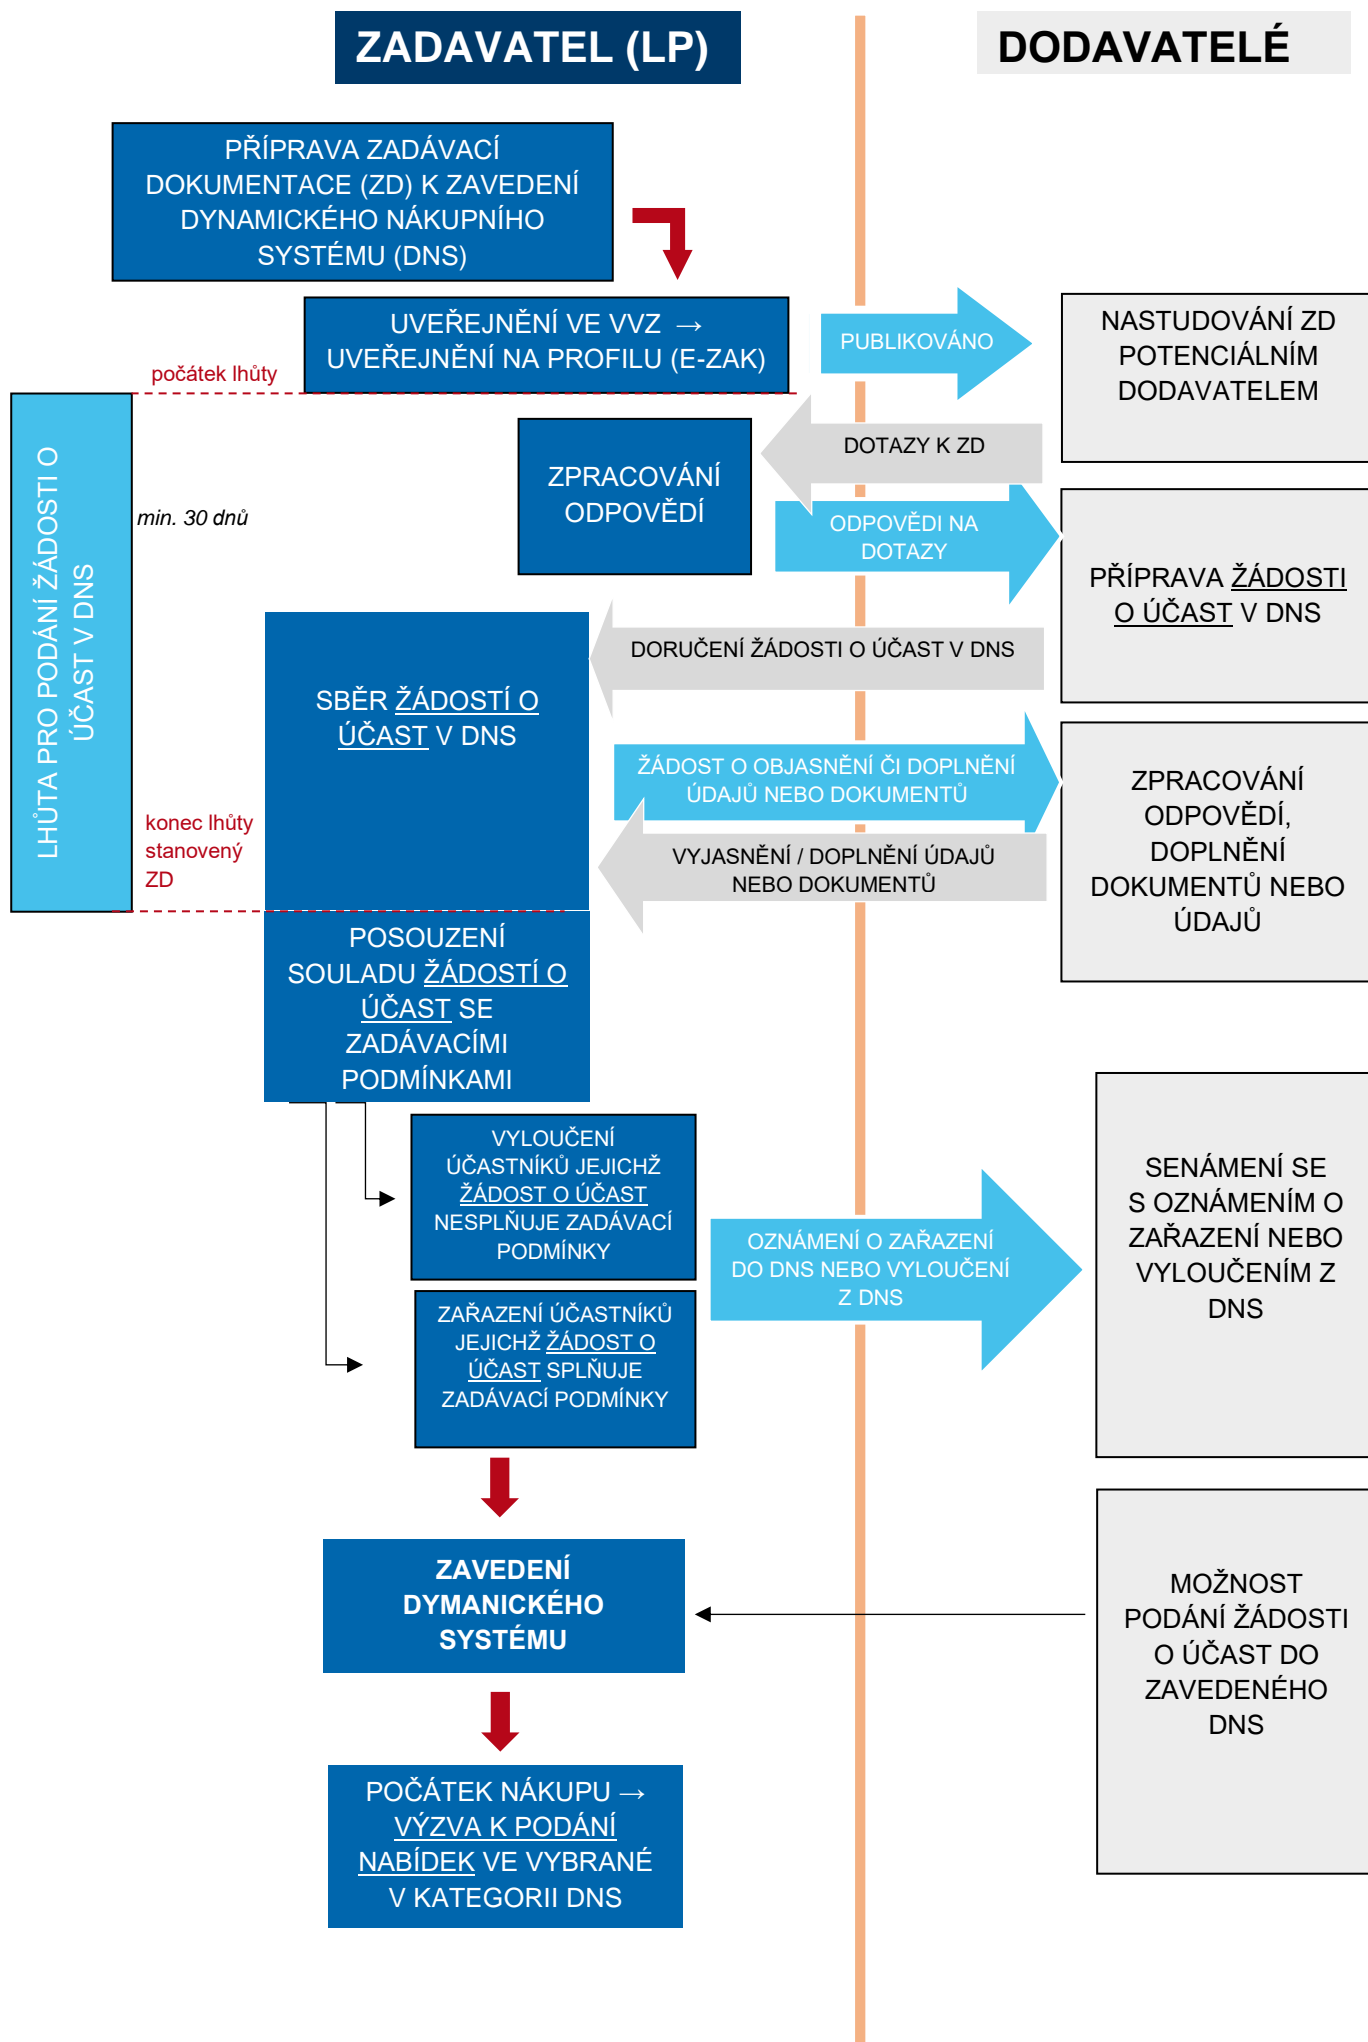 ZADAVATEL (LP)
DODAVATELÉ
PŘÍPRAVA ZADÁVACÍ
DOKUMENTACE (ZD) K ZAVEDENÍ
DYNAMICKÉHO NÁKUPNÍHO
SYSTÉMU (DNS)
UVEŘEJNĚNÍ VE VVZ →
UVEŘEJNĚNÍ NA PROFILU (E-ZAK)
PUBLIKOVÁNO
NASTUDOVÁNÍ ZD
POTENCIÁLNÍM
DODAVATELEM
počátek lhůty
LHŮTA PRO PODÁNÍ ŽÁDOSTI O
ÚČAST V DNS
min. 30 dnů
DOTAZY K ZD
ZPRACOVÁNÍ
ODPOVĚDÍ
ODPOVĚDI NA
DOTAZY
PŘÍPRAVA ŽÁDOSTI
O ÚČAST V DNS
DORUČENÍ ŽÁDOSTI O ÚČAST V DNS
SBĚR ŽÁDOSTÍ O
ÚČAST V DNS
ŽÁDOST O OBJASNĚNÍ ČI DOPLNĚNÍ
ÚDAJŮ NEBO DOKUMENTŮ
ZPRACOVÁNÍ
ODPOVĚDÍ,
DOPLNĚNÍ
DOKUMENTŮ NEBO
ÚDAJŮ
konec lhůty
stanovený
ZD
VYJASNĚNÍ / DOPLNĚNÍ ÚDAJŮ
NEBO DOKUMENTŮ
POSOUZENÍ
SOULADU ŽÁDOSTÍ O
ÚČAST SE
ZADÁVACÍMI
PODMÍNKAMI
VYLOUČENÍ
ÚČASTNÍKŮ JEJICHŽ
ŽÁDOST O ÚČAST
NESPLŇUJE ZADÁVACÍ
PODMÍNKY
OZNÁMENÍ O ZAŘAZENÍ
DO DNS NEBO VYLOUČENÍ
Z DNS
SENÁMENÍ SE
S OZNÁMENÍM O
ZAŘAZENÍ NEBO
VYLOUČENÍM Z
DNS
ZAŘAZENÍ ÚČASTNÍKŮ
JEJICHŽ ŽÁDOST O
ÚČAST SPLŇUJE
ZADÁVACÍ PODMÍNKY
ZAVEDENÍ
DYMANICKÉHO
SYSTÉMU
MOŽNOST
PODÁNÍ ŽÁDOSTI
O ÚČAST DO
ZAVEDENÉHO
DNS
POČÁTEK NÁKUPU →
VÝZVA K PODÁNÍ
NABÍDEK VE VYBRANÉ
V KATEGORII DNS